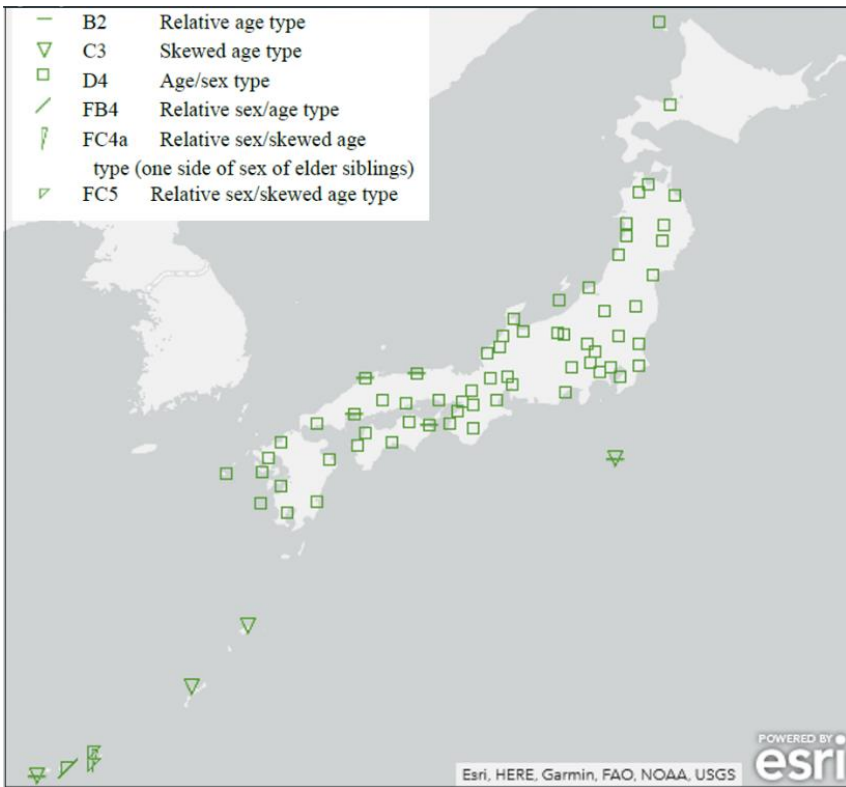 B2 Relative age type
C3 Skewed age type
D4 Age/sex type
FB4 Relative sex/age type
FC4a Relative sex/skewed age
type (one side of sex of elder siblings)
FC5 Relative sex/skewed age type
POWERED BY
esri
Esri, HERE, Garmin, FAO, NOAA, USGS